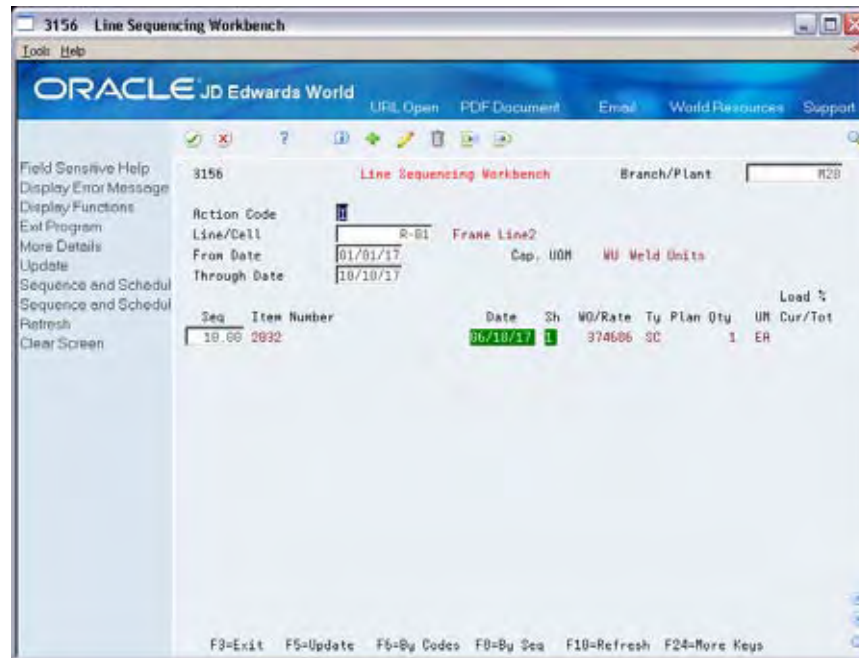 3156 Line Sequencing Workbench
Tools Help
ORACLE JD Edwards World
URL Open PDF Document Email World Resources Support
Field Sensitive Help
Display Error Message
Display Functions
Exit Program
More Details
Update
Sequence and Schedul
Sequence and Schedul
Refresh
Clear Screen
3156 Line Sequencing Workbench Branch/Plant M28
Action Code I
Line/Cell R-01 Frame Line2
From Date 01/01/17 Cap. UOM WU Weld Units
Through Date 10/10/17
Load %
Seq Item Number Date Sh WO/Rate Ty Plan Qty UM Cur/Tot
10.00 2832 06/10/17 1 374686 SC 1 EA
F3=Exit F5=Update F6=By Codes F8=By Seq F10=Refresh F24=More Keys